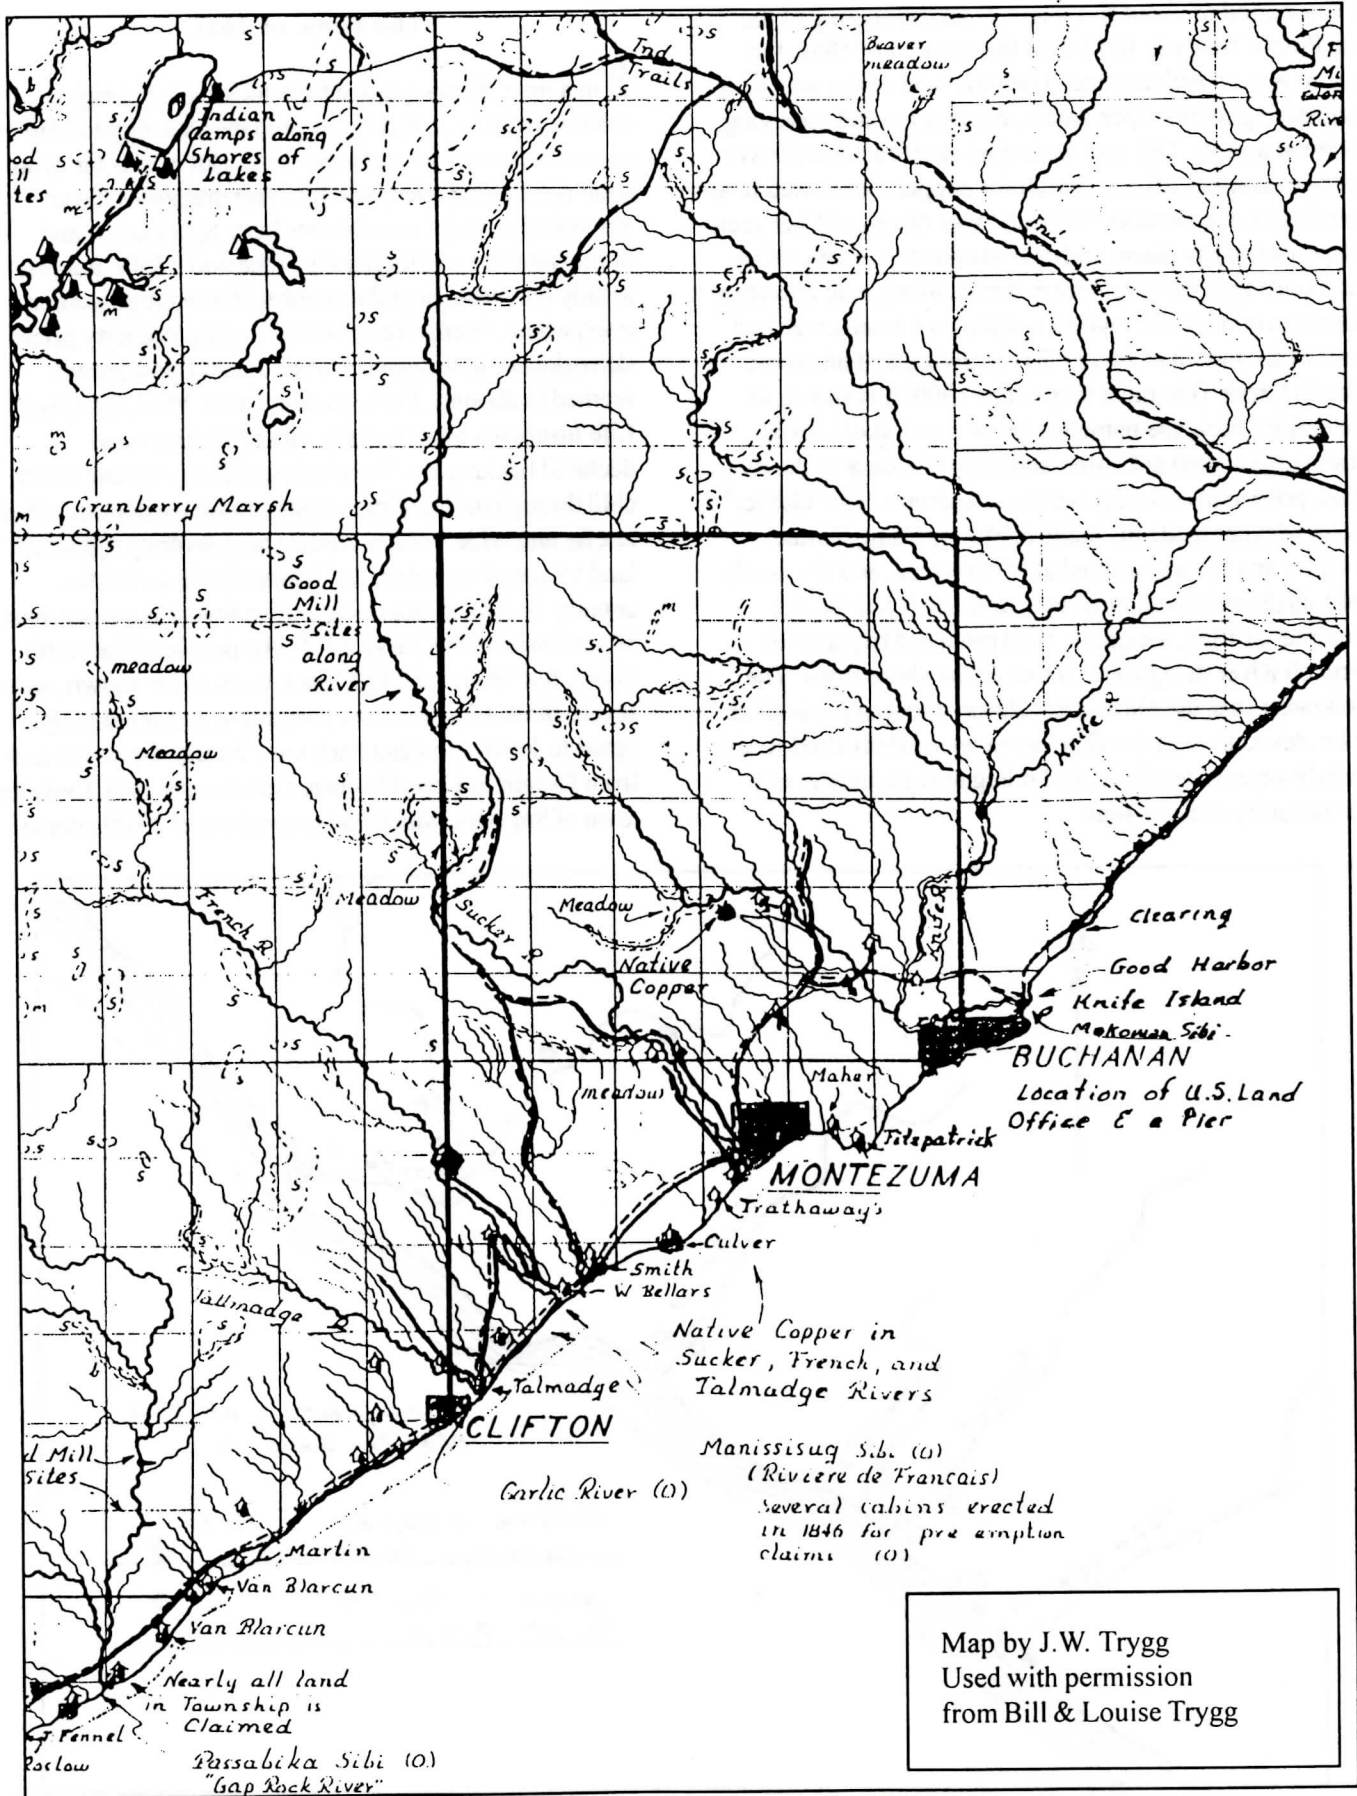 Ind
Trails
Beaver
meadow
Indian
Camps along
Shores of
Lakes
Ind
Trail
Cranberry Marsh
Good
Mill
Sites
along
River
meadow
Meadow
Knife R
French R.
Meadow
Sucker R
Meadow
Knife R.
Clearing
Native
Copper
Good Harbor
Knife Island
Mokoman Sibi
BUCHANAN
Location of U.S. Land
Office & a Pier
meadow
Maher
Fitzpatrick
MONTEZUMA
Trathaway's
Culver
Smith
W Bellars
Tallmadge R
Native Copper in
Sucker, French, and
Talmudge Rivers
Talmadge
CLIFTON
d Mill
Sites
Garlic River (O)
Manissisug Sibi (O)
(Riviere de Francais)
Several cabins erected
in 1846 for pre emption
claims (O)
Martin
Van Blarcun
Van Blarcun
Nearly all land
in Township is
Claimed
J. Fennel
Passabika Sibi (O)
"Gap Rock River"
Map by J.W. Trygg
Used with permission
from Bill & Louise Trygg